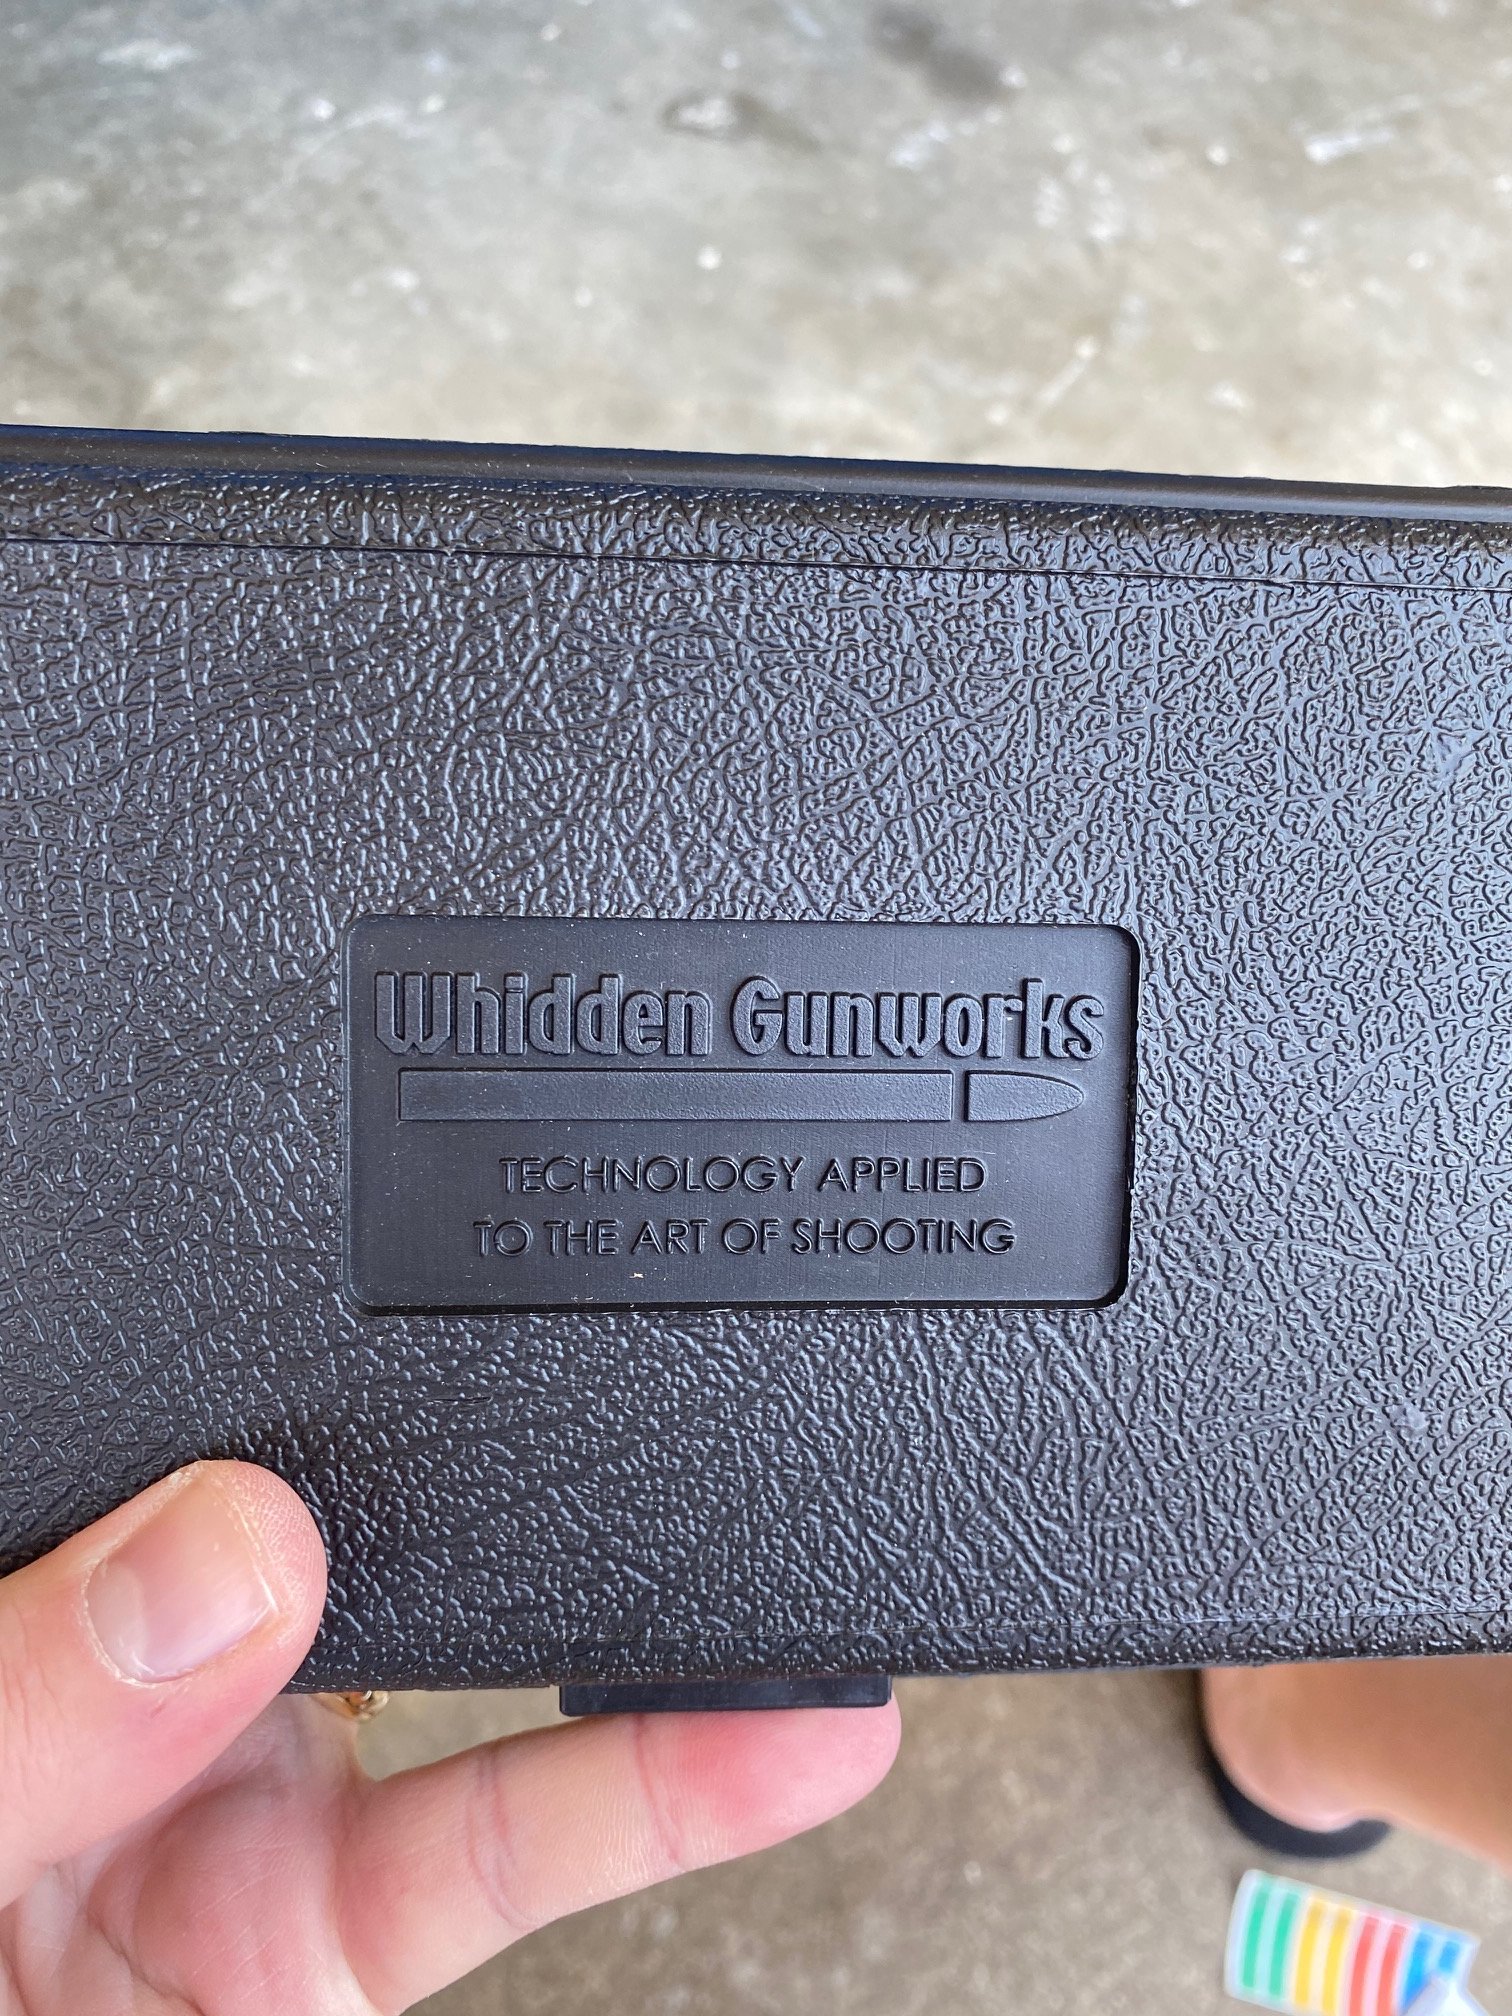 Whidden Gunworks
TECHNOLOGY APPLIED
TO THE ART OF SHOOTING